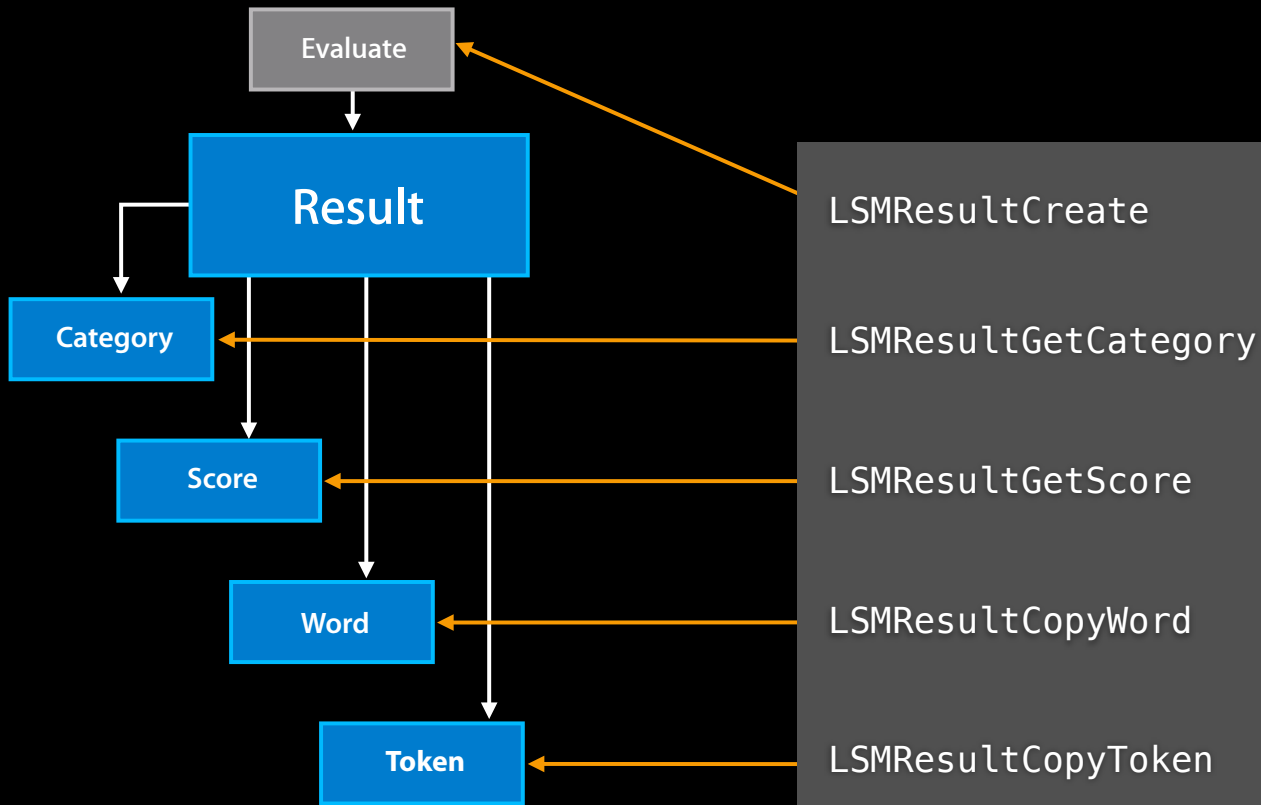 Evaluate
Result
Category
Score
Word
Token
LSMResultCreate
LSMResultGetCategory
LSMResultGetScore
LSMResultCopyWord
LSMResultCopyToken